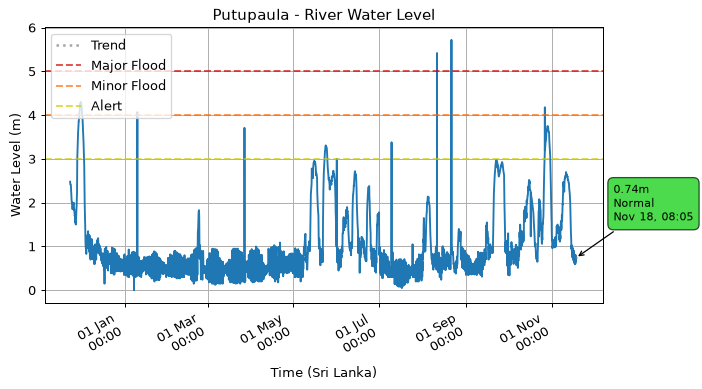 Putupaula - River Water Level
6
5
4
3
2
1
0
Water Level (m)
Trend
Major Flood
Minor Flood
Alert
0.74m
Normal
Nov 18, 08:05
01 Jan
00:00
01 Mar
00:00
01 May
00:00
01 Jul
00:00
01 Sep
00:00
01 Nov
00:00
Time (Sri Lanka)